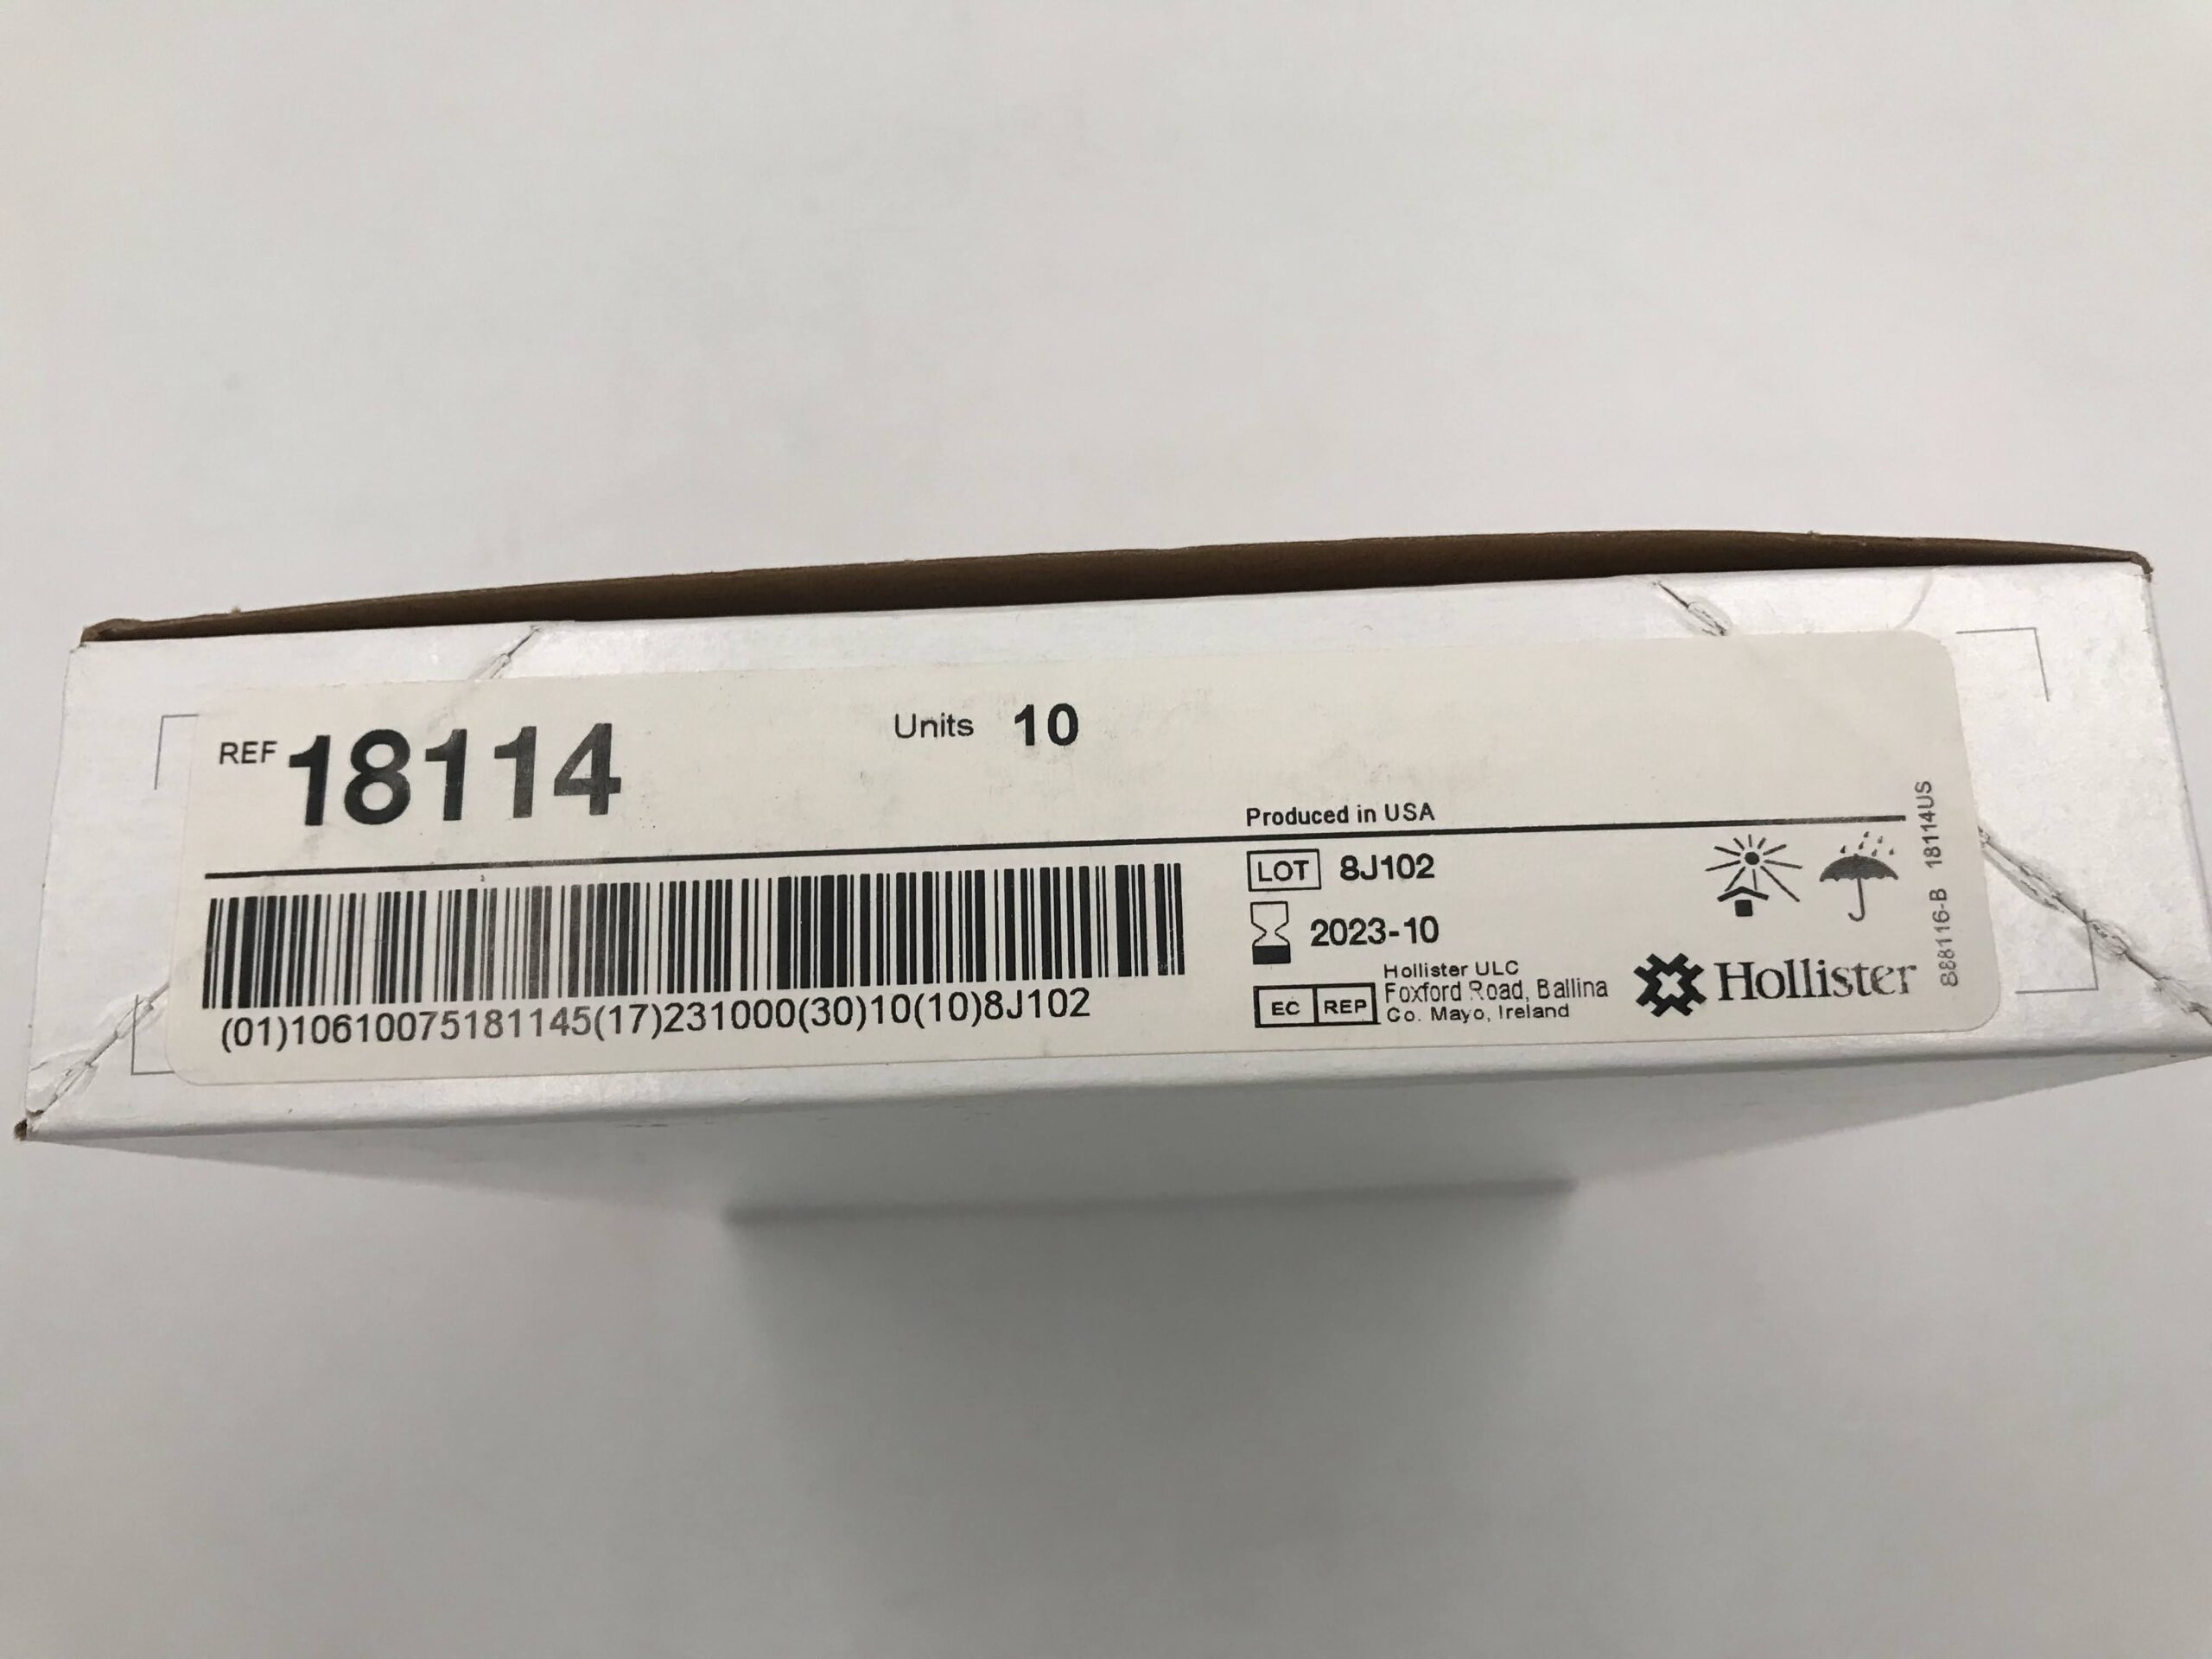 REF 18114
Units 10
Produced in USA
(01)10610075181145(17)231000(30)10(10)8J102
LOT 8J102
2023-10
EC REP
Hollister ULC
Foxford Road, Ballina
Co. Mayo, Ireland
Hollister
B88116-B 18114US